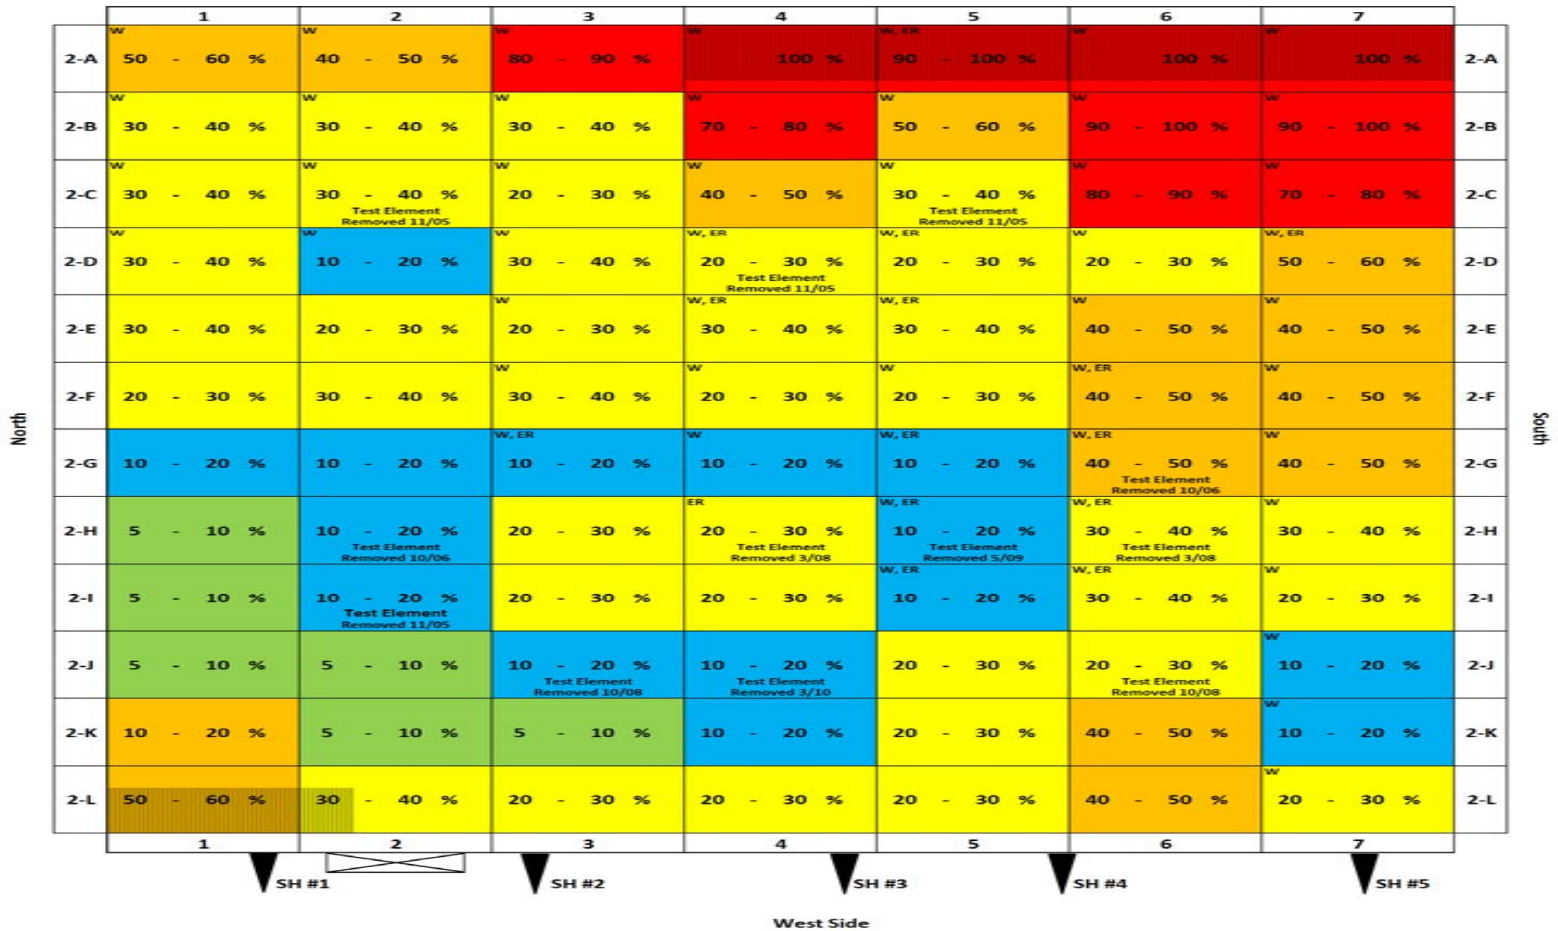 1 2 3 4 5 6 7
W W W W W, ER W W
2-A 50 - 60 % 40 - 50 % 80 - 90 % 100 % 90 - 100 % 100 % 100 % 2-A
W W W W W W W
2-B 30 - 40 % 30 - 40 % 30 - 40 % 70 - 80 % 50 - 60 % 90 - 100 % 90 - 100 % 2-B
W W W W W W W
2-C 30 - 40 % 30 - 40 % 20 - 30 % 40 - 50 % 30 - 40 % 80 - 90 % 70 - 80 % 2-C
Test Element Test Element
Removed 11/05 Removed 11/05
W W W W, ER W, ER W W, ER
2-D 30 - 40 % 10 - 20 % 30 - 40 % 20 - 30 % 20 - 30 % 20 - 30 % 50 - 60 % 2-D
Test Element
Removed 11/05
W W, ER W, ER W W
2-E 30 - 40 % 20 - 30 % 20 - 30 % 30 - 40 % 30 - 40 % 40 - 50 % 40 - 50 % 2-E
W W W W, ER W
2-F 20 - 30 % 30 - 40 % 30 - 40 % 20 - 30 % 20 - 30 % 40 - 50 % 40 - 50 % 2-F
North
South
W, ER W W, ER W, ER W
2-G 10 - 20 % 10 - 20 % 10 - 20 % 10 - 20 % 10 - 20 % 40 - 50 % 40 - 50 % 2-G
Test Element
Removed 10/06
ER W, ER W, ER W
2-H 5 - 10 % 10 - 20 % 20 - 30 % 20 - 30 % 10 - 20 % 30 - 40 % 30 - 40 % 2-H
Test Element Test Element Test Element Test Element
Removed 10/06 Removed 3/08 Removed 5/09 Removed 3/08
W, ER W, ER W
2-I 5 - 10 % 10 - 20 % 20 - 30 % 20 - 30 % 10 - 20 % 30 - 40 % 20 - 30 % 2-I
Test Element
Removed 11/05
W
2-J 5 - 10 % 5 - 10 % 10 - 20 % 10 - 20 % 20 - 30 % 20 - 30 % 10 - 20 % 2-J
Test Element Test Element Test Element
Removed 10/08 Removed 3/10 Removed 10/08
W
2-K 10 - 20 % 5 - 10 % 5 - 10 % 10 - 20 % 20 - 30 % 40 - 50 % 10 - 20 % 2-K
W
2-L 50 - 60 % 30 - 40 % 20 - 30 % 20 - 30 % 20 - 30 % 40 - 50 % 20 - 30 % 2-L
1 2 3 4 5 6 7
SH #1 SH #2 SH #3 SH #4 SH #5
West Side